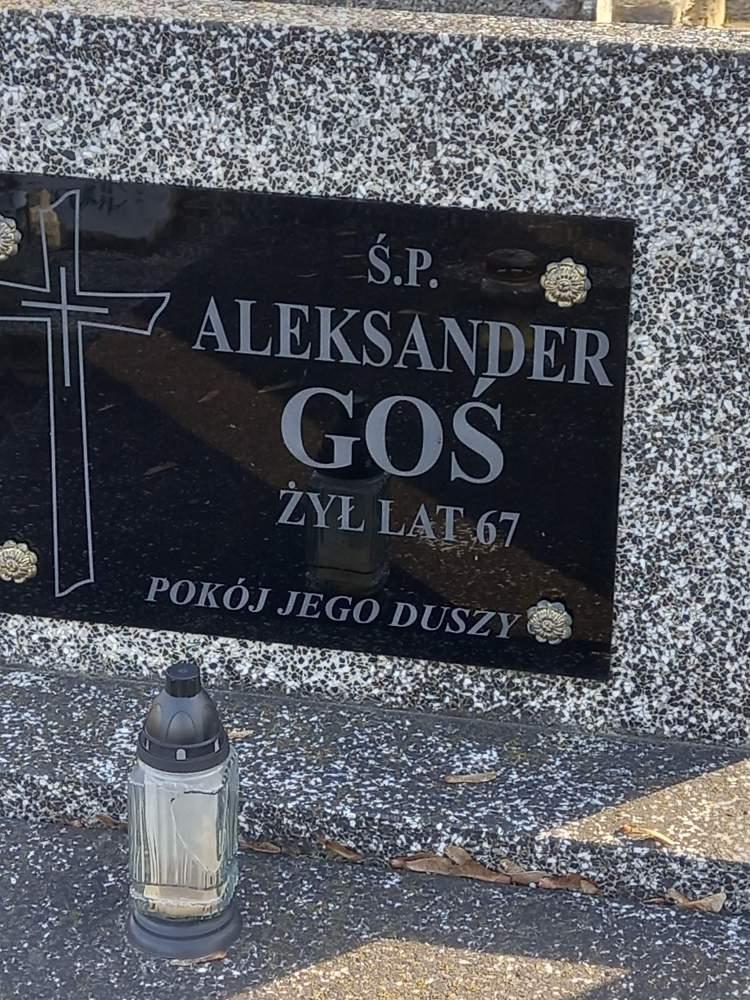 Ś.P.
ALEKSANDER
GOŚ
ŻYŁ LAT 67
POKÓJ JEGO DUSZY